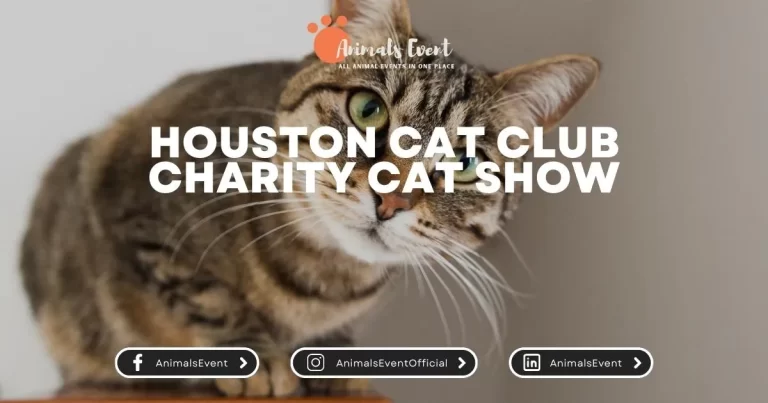 Animals Event
ALL ANIMAL EVENTS IN ONE PLACE
HOUSTON CAT CLUB
CHARITY CAT SHOW
AnimalsEvent
AnimalsEventOfficial
AnimalsEvent